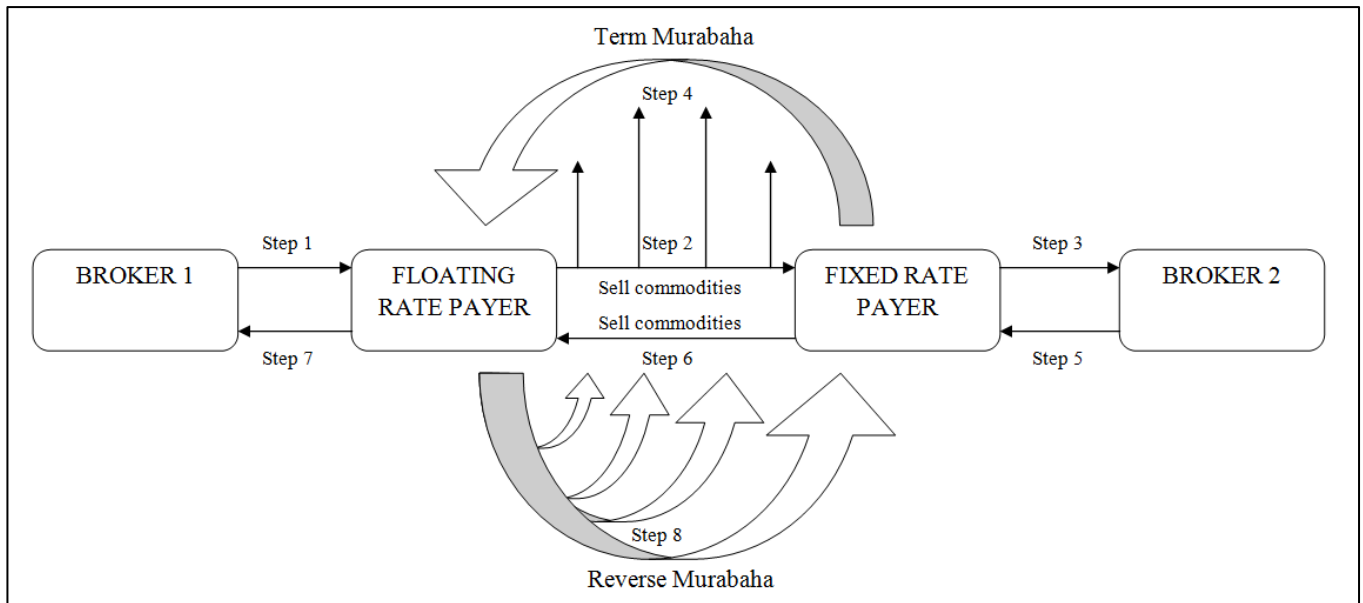 Term Murabaha
Step 4
Step 1
Step 2
Step 3
BROKER 1
FLOATING
RATE PAYER
FIXED RATE
PAYER
BROKER 2
Sell commodities
Sell commodities
Step 7
Step 6
Step 5
Step 8
Reverse Murabaha